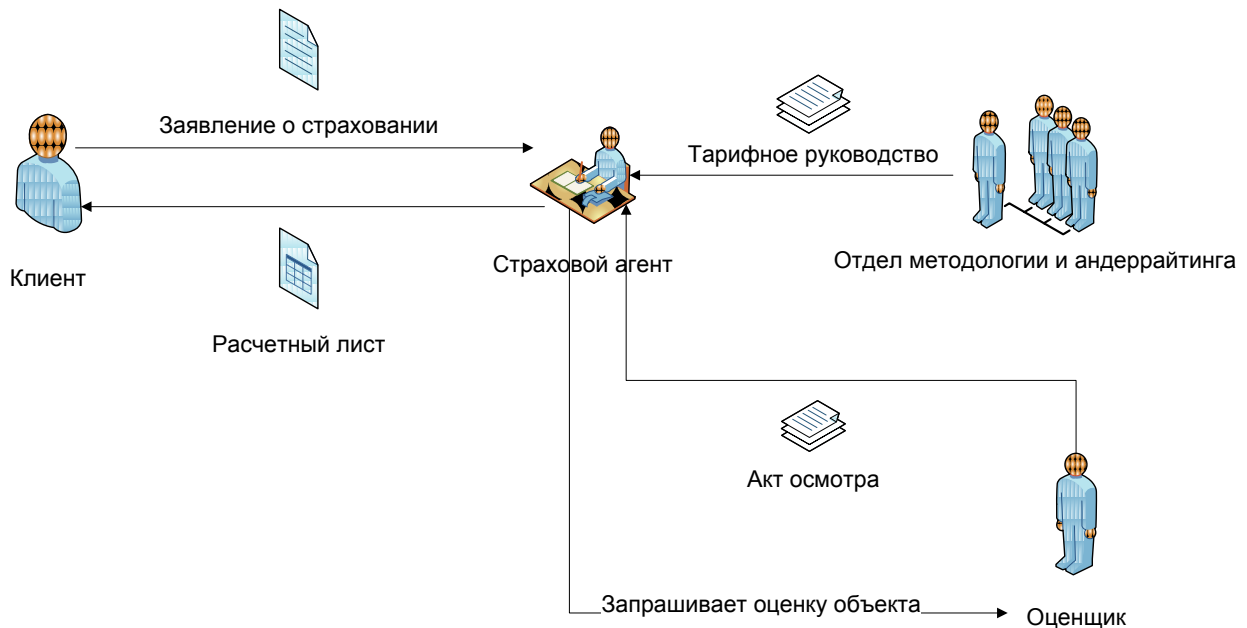 Заявление о страховании
Тарифное руководство
Клиент
Страховой агент
Отдел методологии и андеррайтинга
Расчетный лист
Акт осмотра
Запрашивает оценку объекта
Оценщик